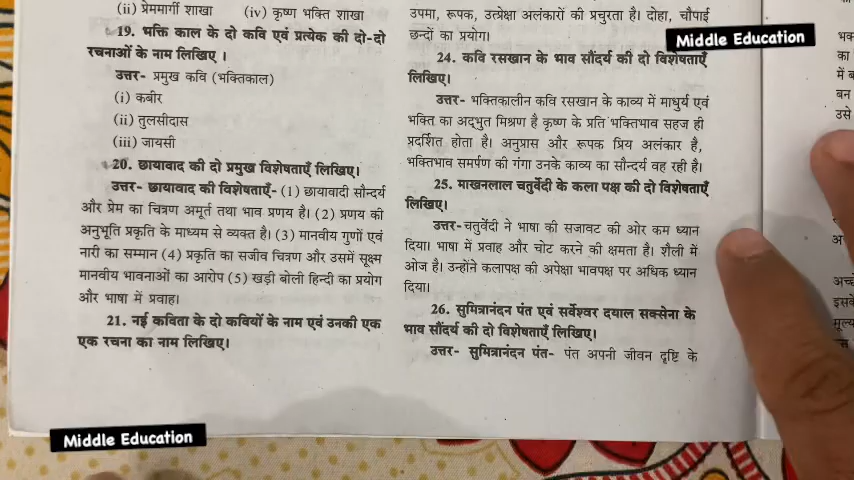 (ii) प्रेममार्गी शाखा (iv) कृष्ण भक्ति शाखा
19. भक्ति काल के दो कवि एवं प्रत्येक की दो-दो
रचनाओं के नाम लिखिए ।
उत्तर- प्रमुख कवि (भक्तिकाल)
(i) कबीर
(ii) तुलसीदास
(iii) जायसी
20. छायावाद की दो प्रमुख विशेषताएँ लिखिए।
उत्तर- छायावाद की विशेषताएँ- (1) छायावादी सौन्दर्य
और प्रेम का चित्रण अमूर्त तथा भाव प्रणय है। (2) प्रणय की
अनुभूति प्रकृति के माध्यम से व्यक्त है। (3) मानवीय गुणों एवं
नारी का सम्मान (4) प्रकृति का सजीव चित्रण और उसमें सूक्ष्म
मानवीय भावनाओं का आरोप (5) खड़ी बोली हिन्दी का प्रयोग
और भाषा में प्रवाह।
21. नई कविता के दो कवियों के नाम एवं उनकी एक
एक रचना का नाम लिखिए।
Middle Education
उपमा, रूपक, उत्प्रेक्षा अलंकारों की प्रचुरता है। दोहा, चौपाई
छन्दों का प्रयोग।
Middle Education
24. कवि रसखान के भाव सौंदर्य की दो विशेषताएँ
लिखिए।
उत्तर- भक्तिकालीन कवि रसखान के काव्य में माधुर्य एवं
भक्ति का अद्भुत मिश्रण है कृष्ण के प्रति भक्तिभाव सहज ही
प्रदर्शित होता है। अनुप्रास और रूपक प्रिय अलंकार है,
भक्तिभाव समर्पण की गंगा उनके काव्य का सौन्दर्य वह रही है।
25. माखनलाल चतुर्वेदी के कला पक्ष की दो विशेषताएँ
लिखिए।
उत्तर-चतुर्वेदी ने भाषा की सजावट की ओर कम ध्यान
दिया। भाषा में प्रवाह और चोट करने की क्षमता है। शैली में
ओज है। उन्होंने कलापक्ष की अपेक्षा भावपक्ष पर अधिक ध्यान
दिया।
26. सुमित्रानन्दन पंत एवं सर्वेश्वर दयाल सक्सेना के
भाव सौंदर्य की दो विशेषताएँ लिखिए।
उत्तर- सुमित्रानंदन पंत- पंत अपनी जीवन दृष्टि के
का
में
बन
उसे